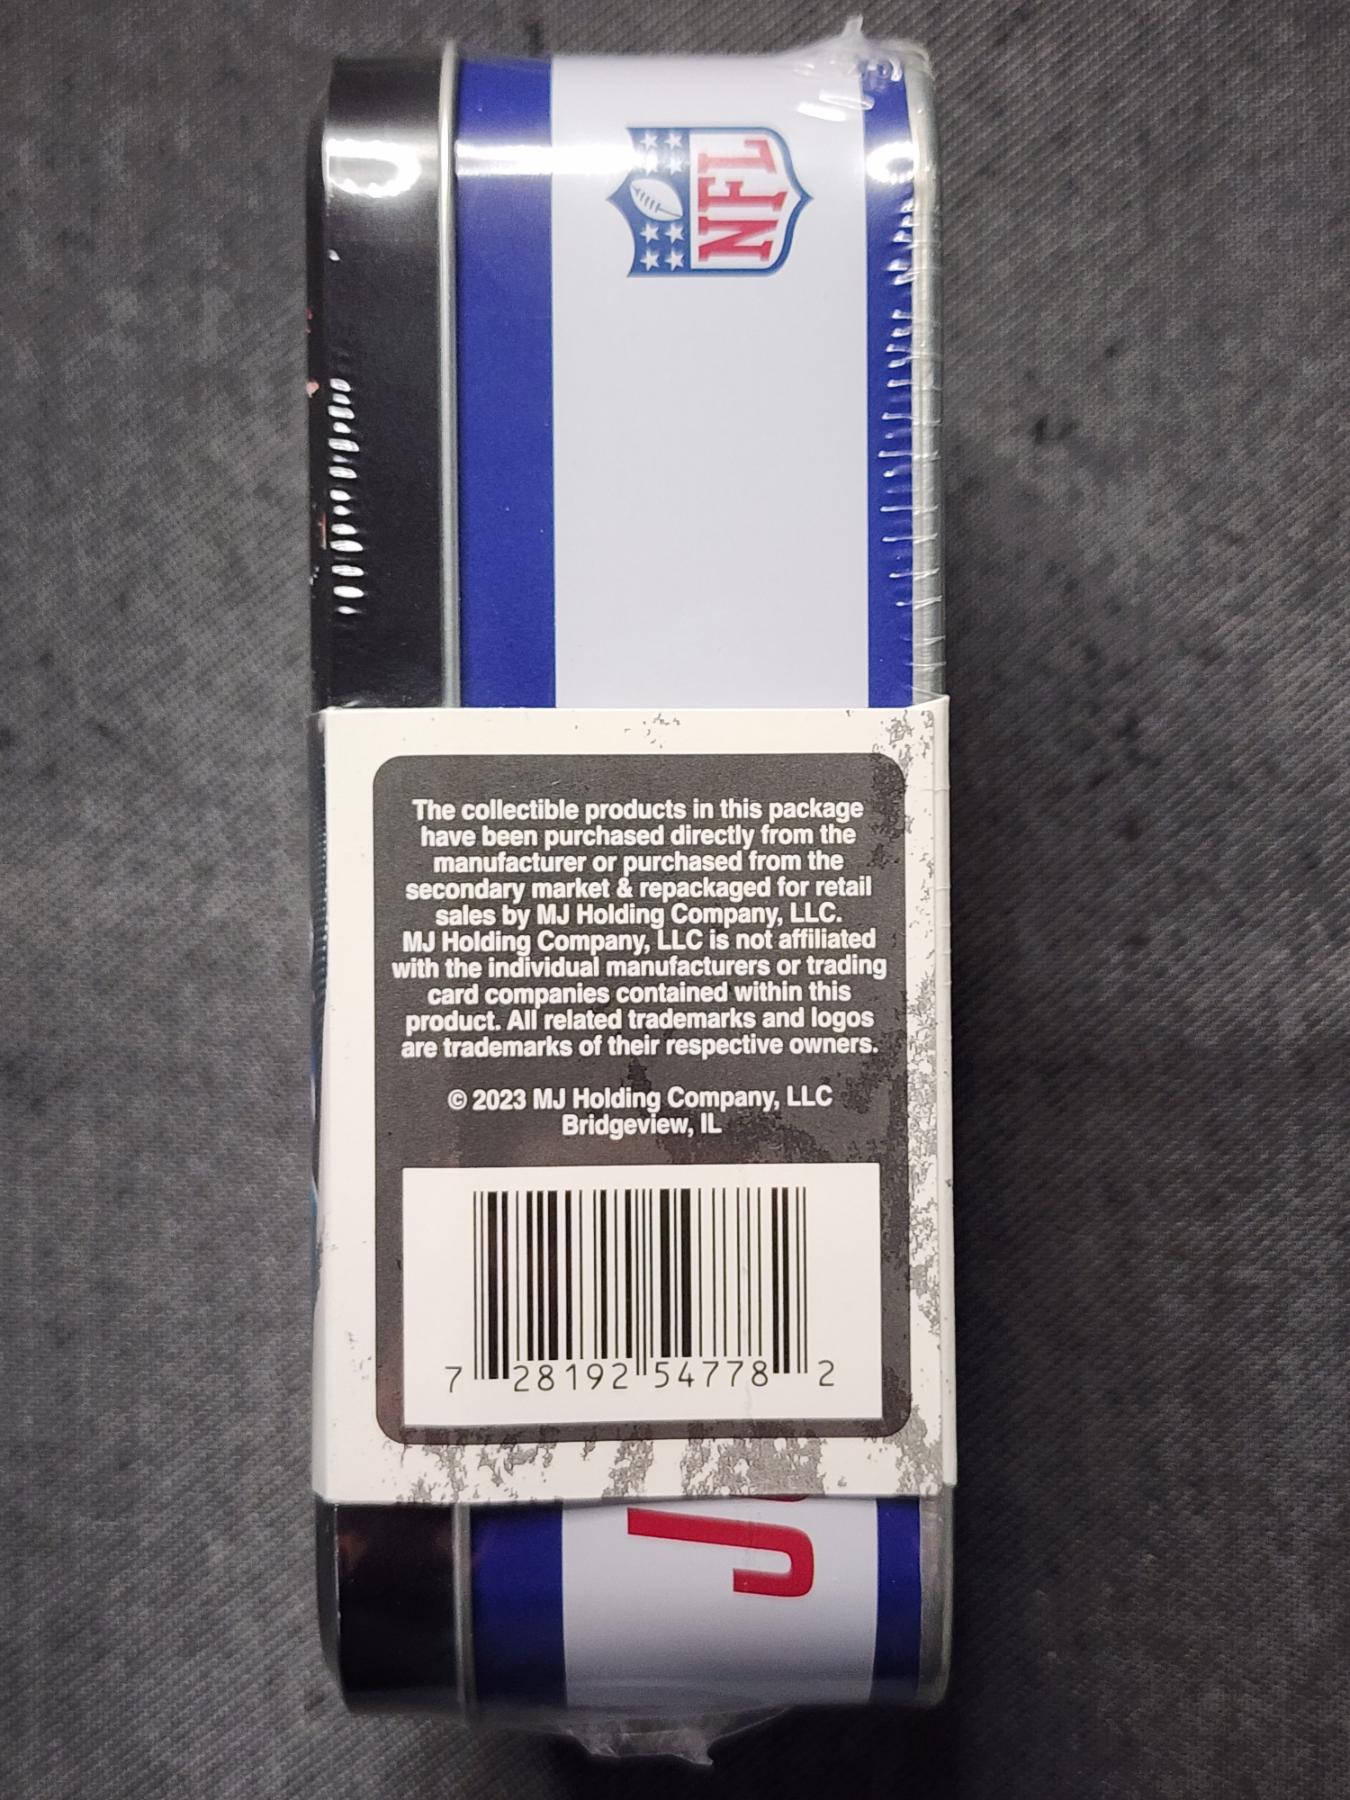 NFL
The collectible products in this package
have been purchased directly from the
manufacturer or purchased from the
secondary market & repackaged for retail
sales by MJ Holding Company, LLC.
MJ Holding Company, LLC is not affiliated
with the individual manufacturers or trading
card companies contained within this
product. All related trademarks and logos
are trademarks of their respective owners.
© 2023 MJ Holding Company, LLC
Bridgeview, IL
7 28192 54778 2